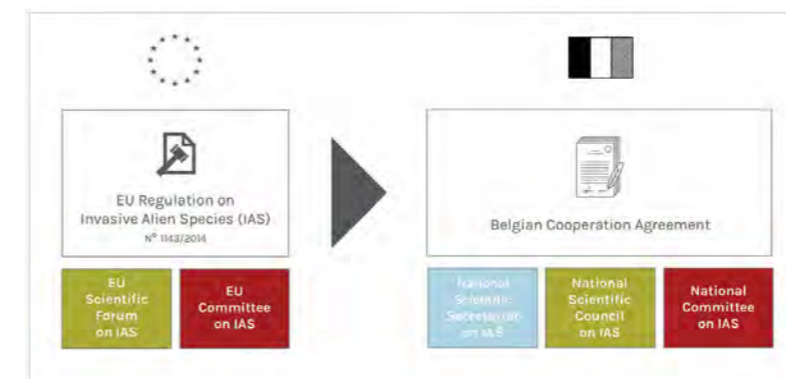 EU Regulation on
Invasive Alien Species (IAS)
Nº 1143/2014
Belgian Cooperation Agreement
EU
Scientific
Forum
on IAS
EU
Committee
on IAS
National
Scientific
Secretariat
on IAS
National
Scientific
Council
on IAS
National
Committee
on IAS